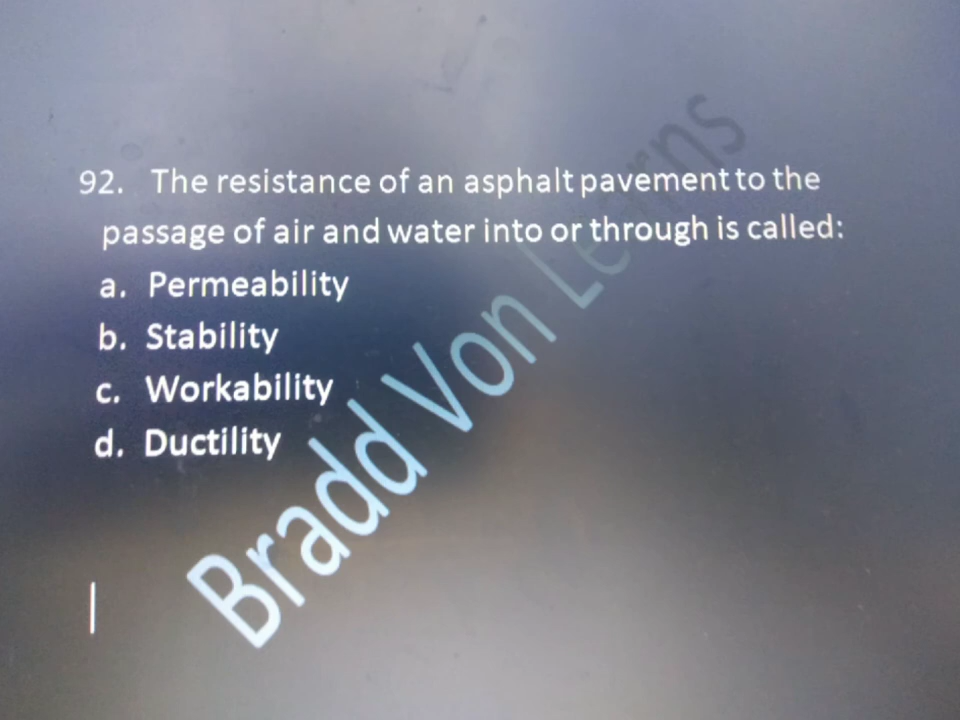 92. The resistance of an asphalt pavement to the
passage of air and water into or through is called:
a. Permeability
b. Stability
c. Workability
d. Ductility
Bradd Von Learns